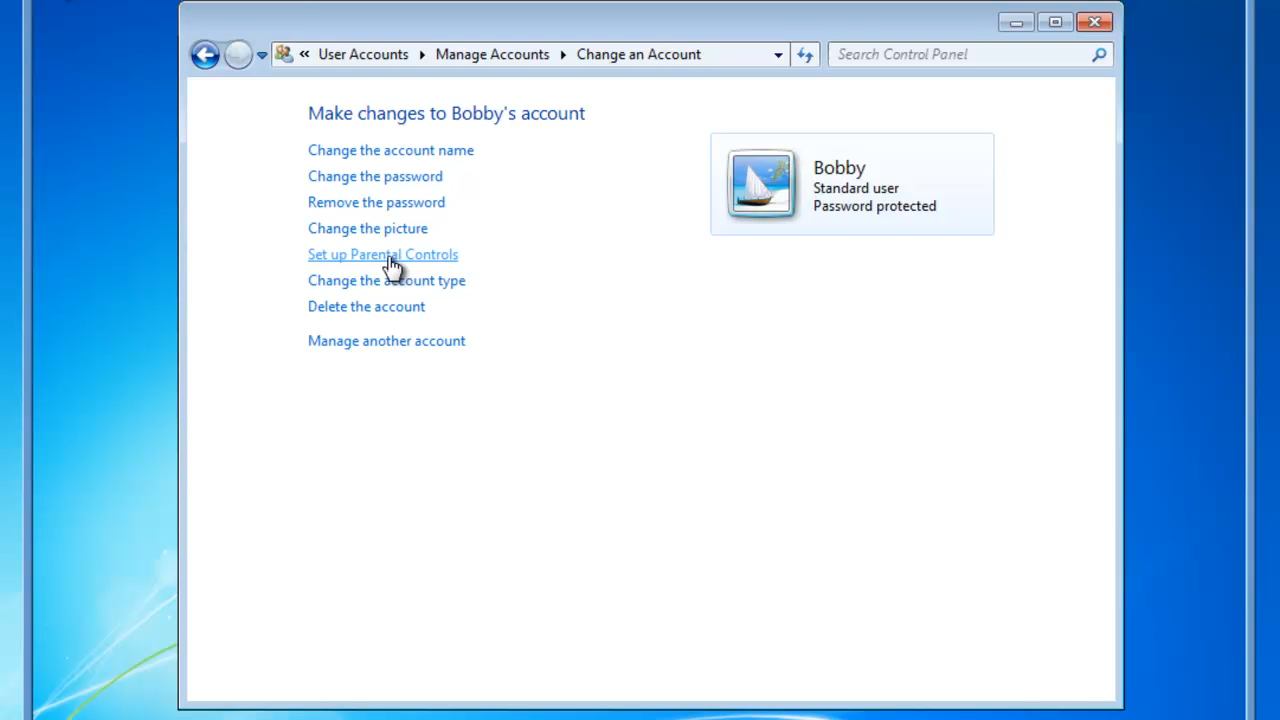 « User Accounts Manage Accounts Change an Account
Search Control Panel
Make changes to Bobby's account
Change the account name
Change the password
Remove the password
Change the picture
Set up Parental Controls
Change the account type
Delete the account
Manage another account
Bobby
Standard user
Password protected